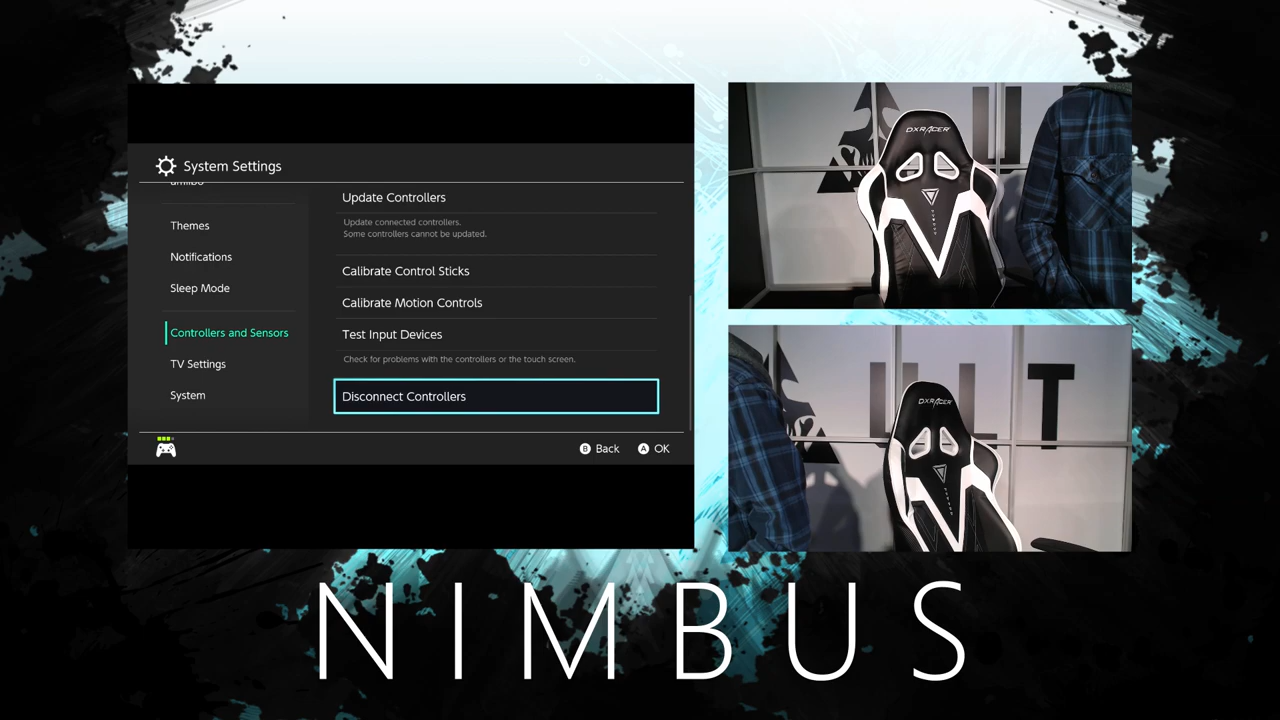 System Settings
amiibo
Themes
Notifications
Sleep Mode
Controllers and Sensors
TV Settings
System
Update Controllers
Update connected controllers.
Some controllers cannot be updated.
Calibrate Control Sticks
Calibrate Motion Controls
Test Input Devices
Check for problems with the controllers or the touch screen.
Disconnect Controllers
B Back
A OK
DXRACER
DXRACER
LT
NIMBUS